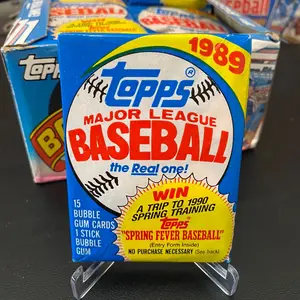 1989
topps®
MAJOR LEAGUE
BASEBALL
the Real one!
15
BUBBLE
GUM CARDS
1 STICK
BUBBLE
GUM
WIN
A TRIP TO 1990
SPRING TRAINING
Topps
"SPRING FEVER BASEBALL"
(Entry Form Inside)
NO PURCHASE NECESSARY (See back)
TOPP